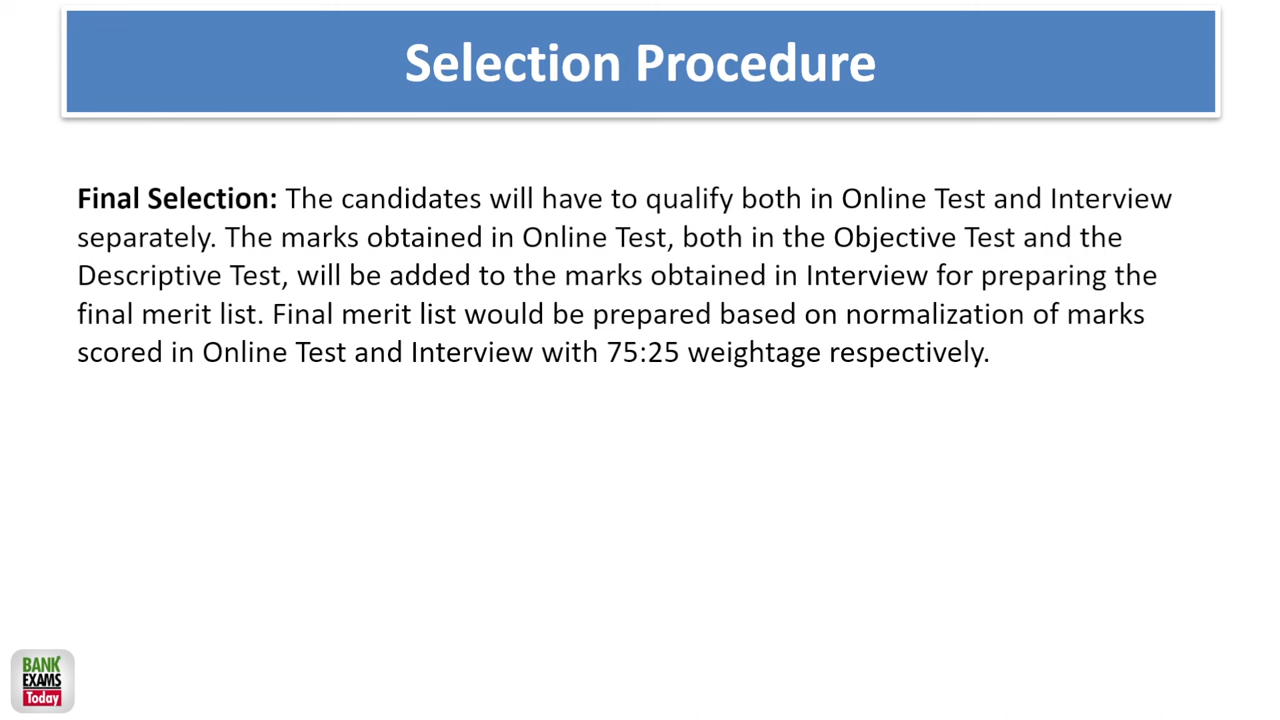 Selection Procedure
Final Selection: The candidates will have to qualify both in Online Test and Interview
separately. The marks obtained in Online Test, both in the Objective Test and the
Descriptive Test, will be added to the marks obtained in Interview for preparing the
final merit list. Final merit list would be prepared based on normalization of marks
scored in Online Test and Interview with 75:25 weightage respectively.
BANK
EXAMS
Today